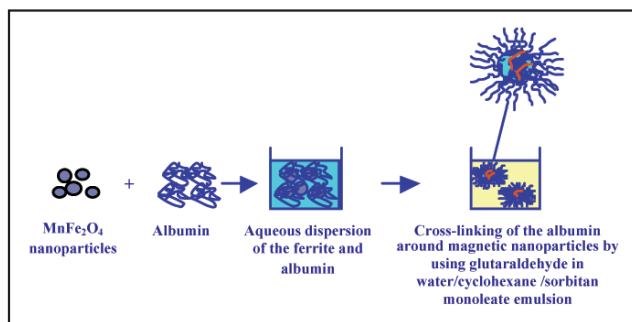 +
MnFe₂O₄
nanoparticles
Albumin
Aqueous dispersion
of the ferrite and
albumin
Cross-linking of the albumin
around magnetic nanoparticles by
using glutaraldehyde in
water/cyclohexane /sorbitan
monoleate emulsion